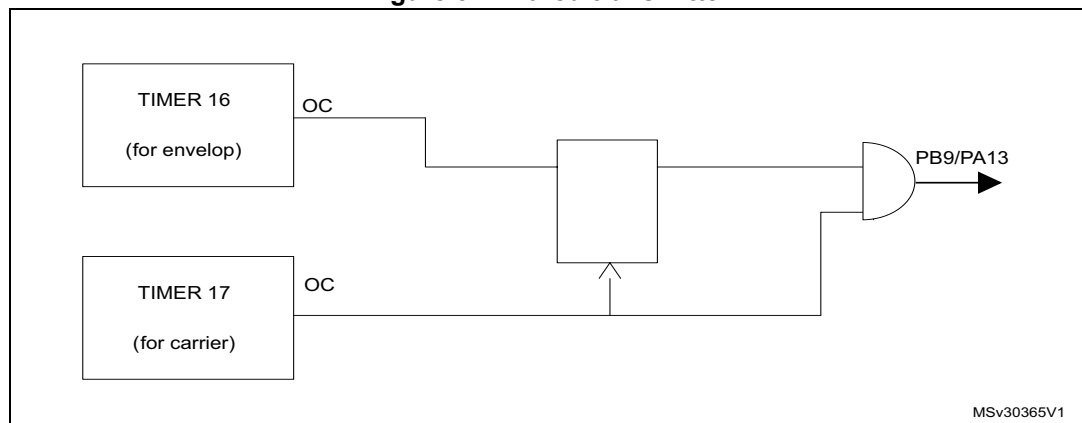 TIMER 16
(for envelop)
OC
PB9/PA13
TIMER 17
(for carrier)
OC
MSv30365V1